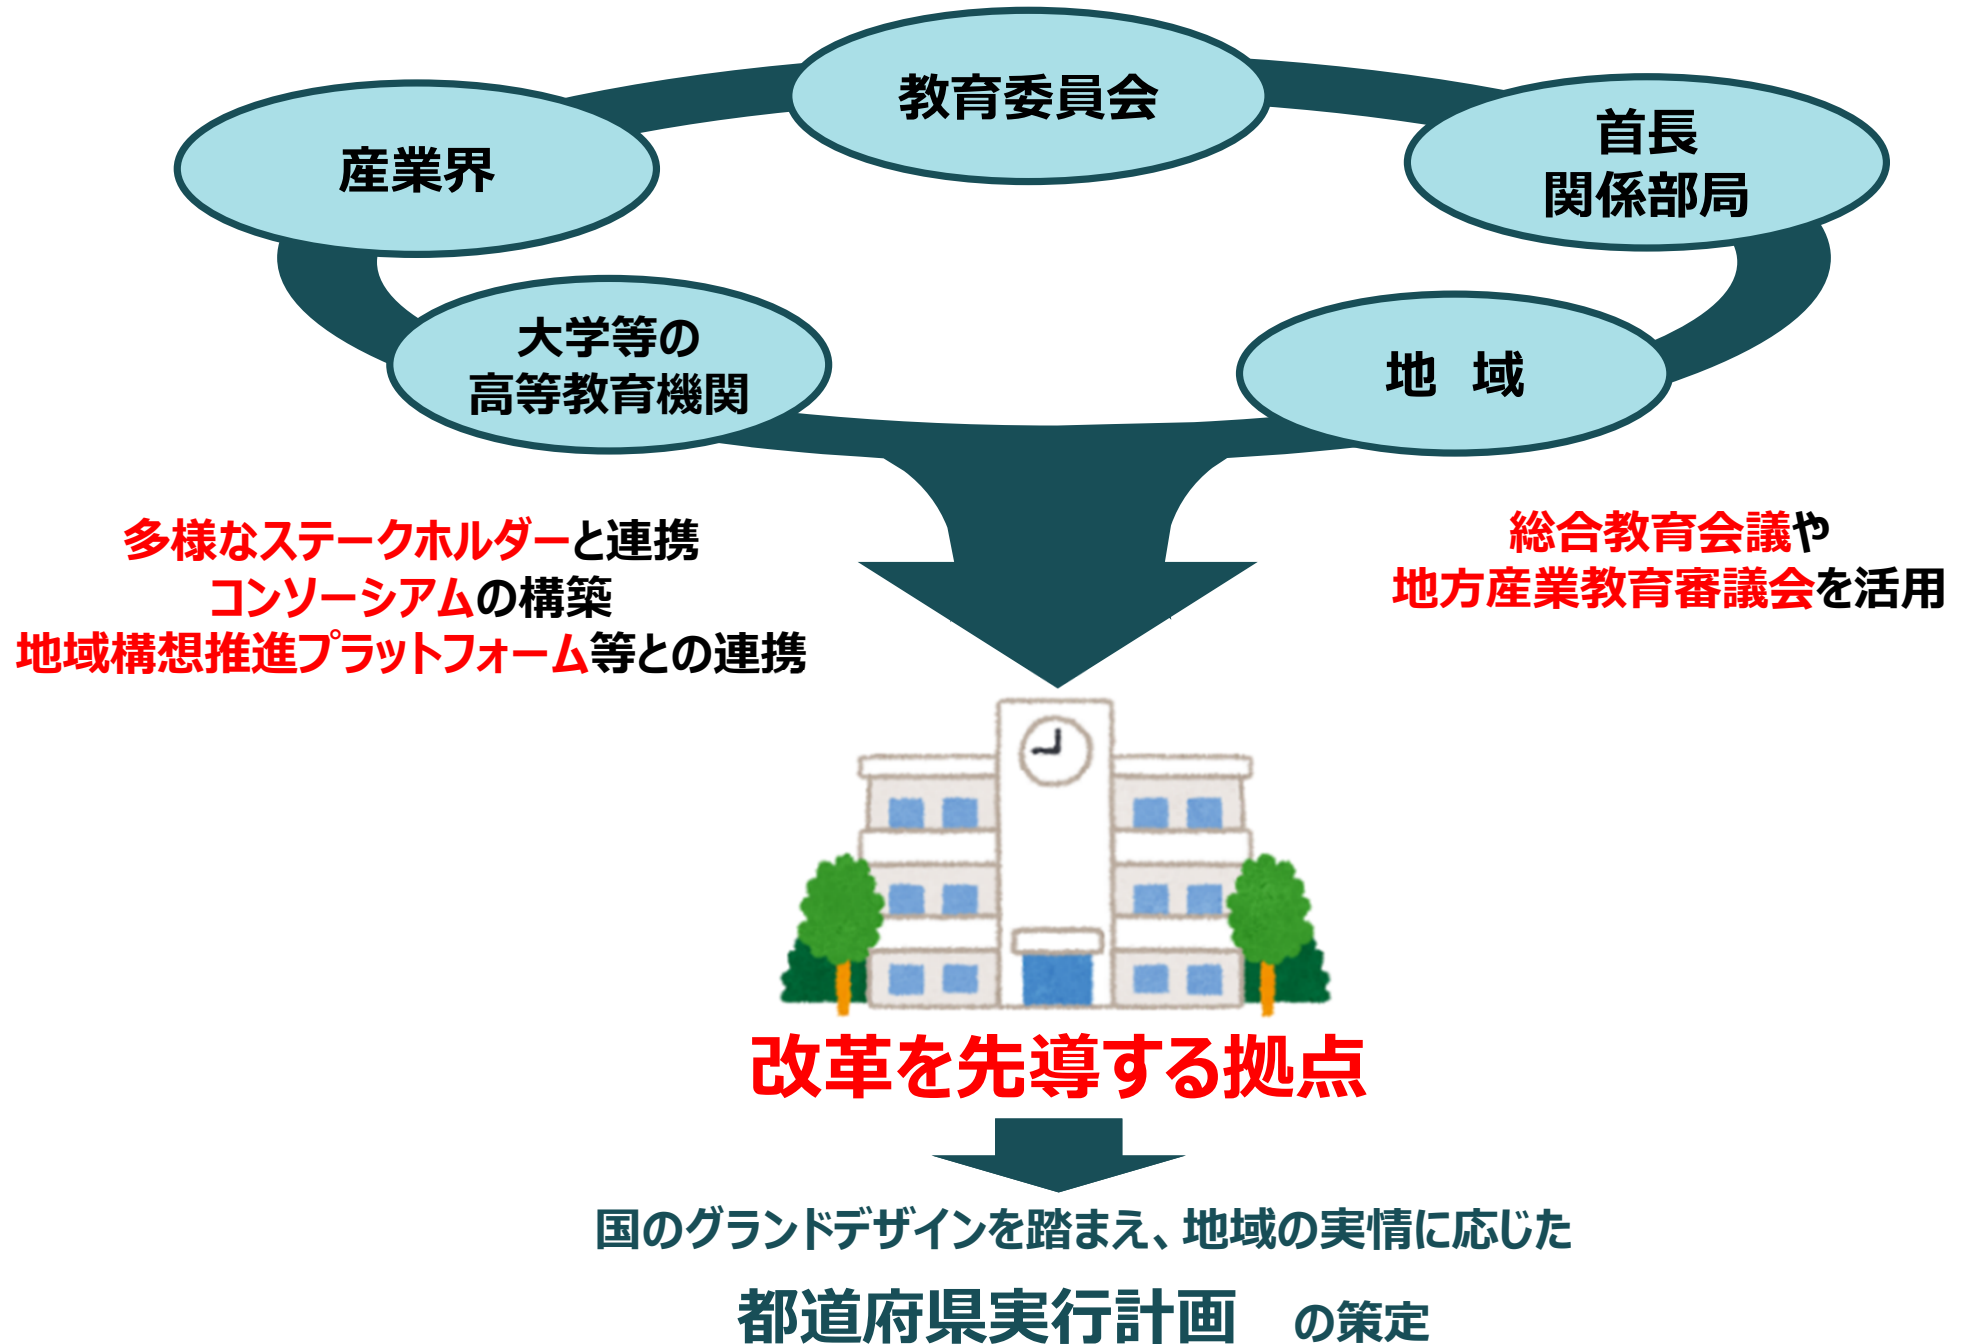 教育委員会
産業界
首長
関係部局
大学等の
高等教育機関
地　域
多様なステークホルダーと連携
コンソーシアムの構築
地域構想推進プラットフォーム等との連携
総合教育会議や
地方産業教育審議会を活用
改革を先導する拠点
国のグランドデザインを踏まえ、地域の実情に応じた
都道府県実行計画　の策定